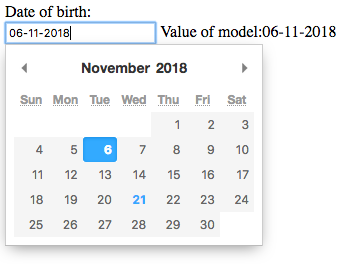 Date of birth:
06-11-2018 Value of model:06-11-2018
November 2018
Sun Mon Tue Wed Thu Fri Sat
1 2 3
4 5 6 7 8 9 10
11 12 13 14 15 16 17
18 19 20 21 22 23 24
25 26 27 28 29 30